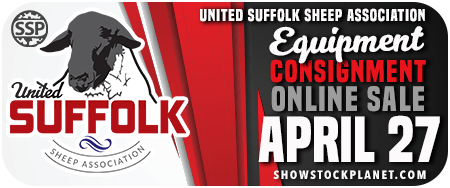 SSP
United
SUFFOLK
SHEEP ASSOCIATION
UNITED SUFFOLK SHEEP ASSOCIATION
Equipment
CONSIGNMENT
ONLINE SALE
APRIL 27
SHOWSTOCKPLANET.COM